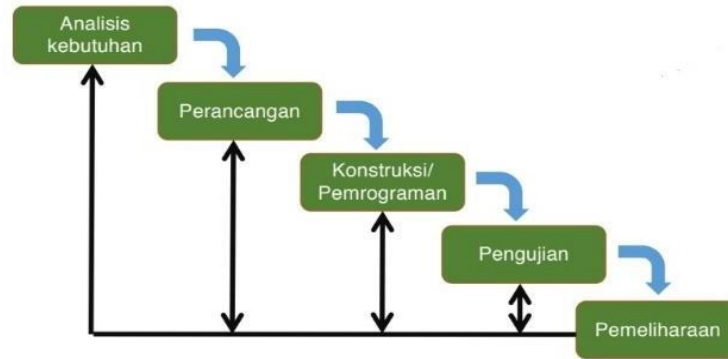 Analisis
kebutuhan
Perancangan
Konstruksi/
Pemrograman
Pengujian
Pemeliharaan